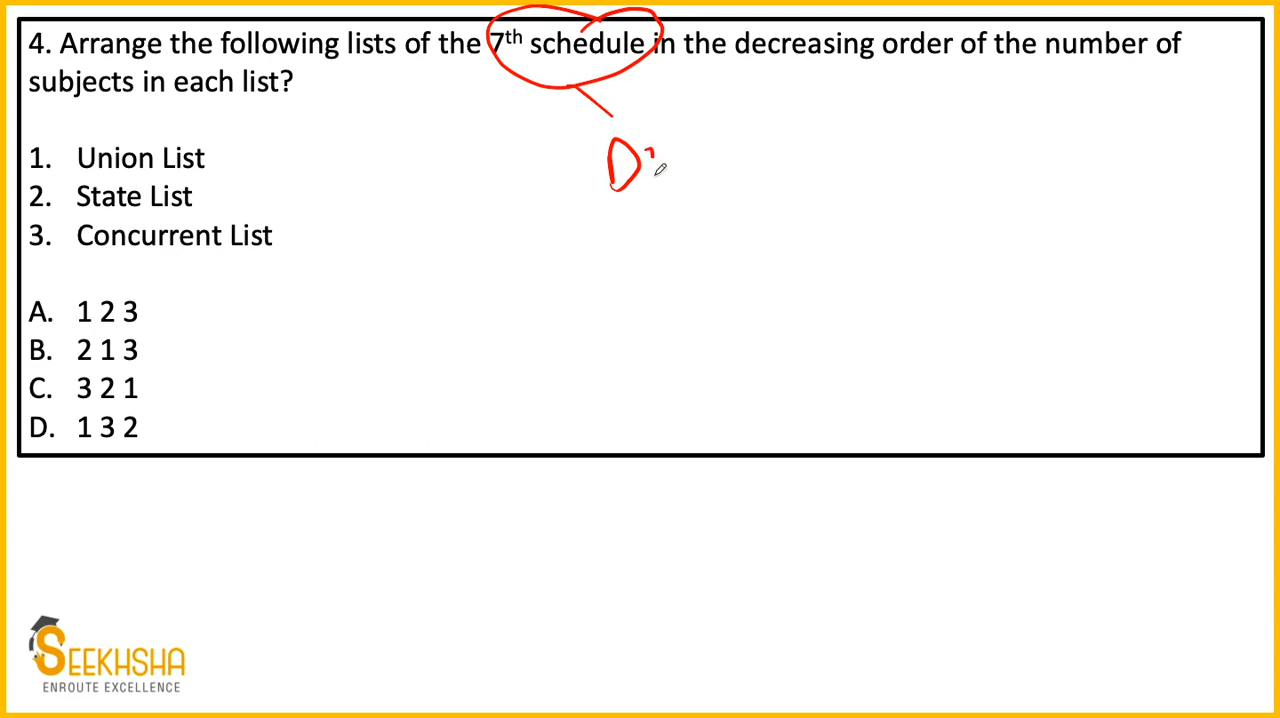 4. Arrange the following lists of the 7th schedule in the decreasing order of the number of
subjects in each list?
1. Union List
2. State List
3. Concurrent List
A. 1 2 3
B. 2 1 3
C. 3 2 1
D. 1 3 2
SEEKHSHA
ENROUTE EXCELLENCE